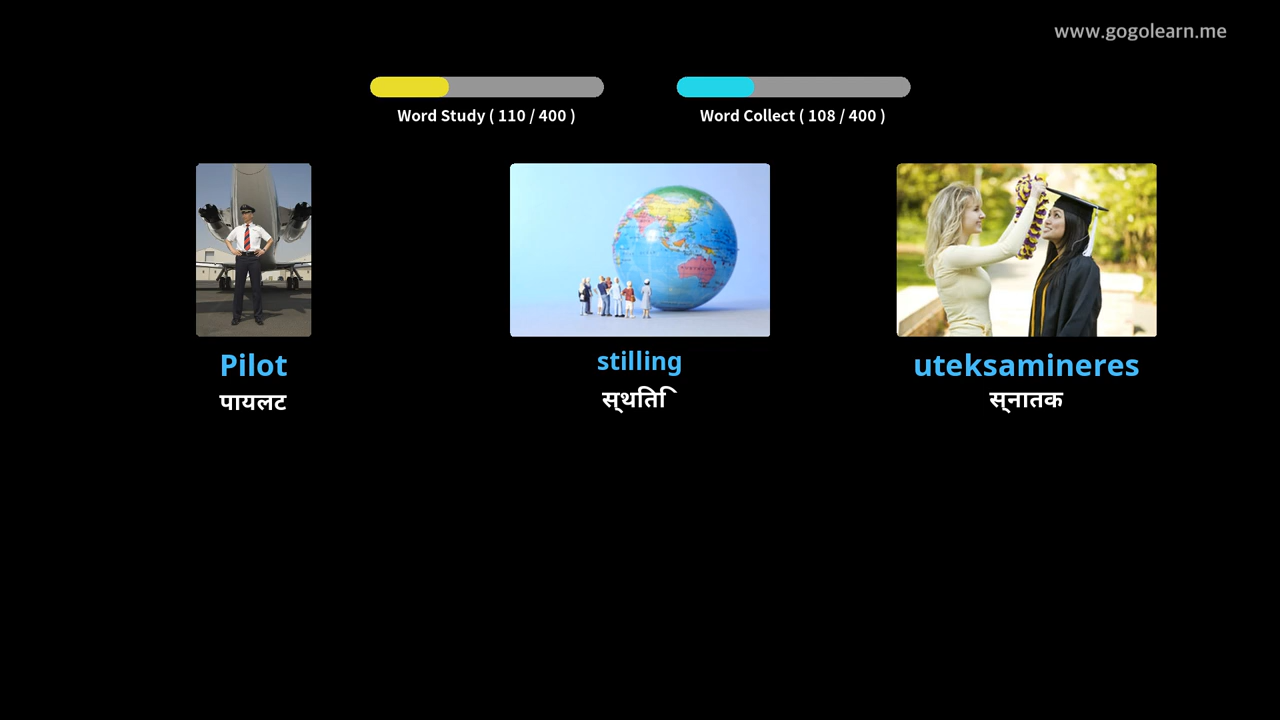 www.gogolearn.me
Word Study ( 110 / 400 )
Word Collect ( 108 / 400 )
Pilot
stilling
uteksamineres
पायलट
स्थिति
स्नातक